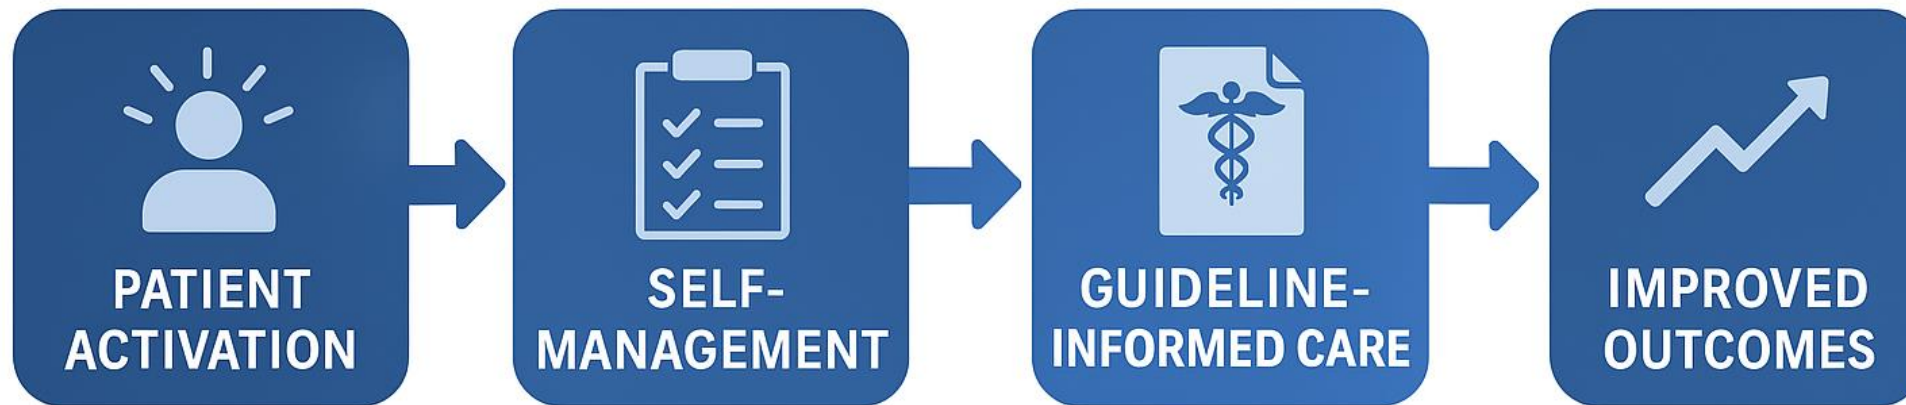 PATIENT
ACTIVATION
SELF-
MANAGEMENT
GUIDELINE-
INFORMED CARE
IMPROVED
OUTCOMES